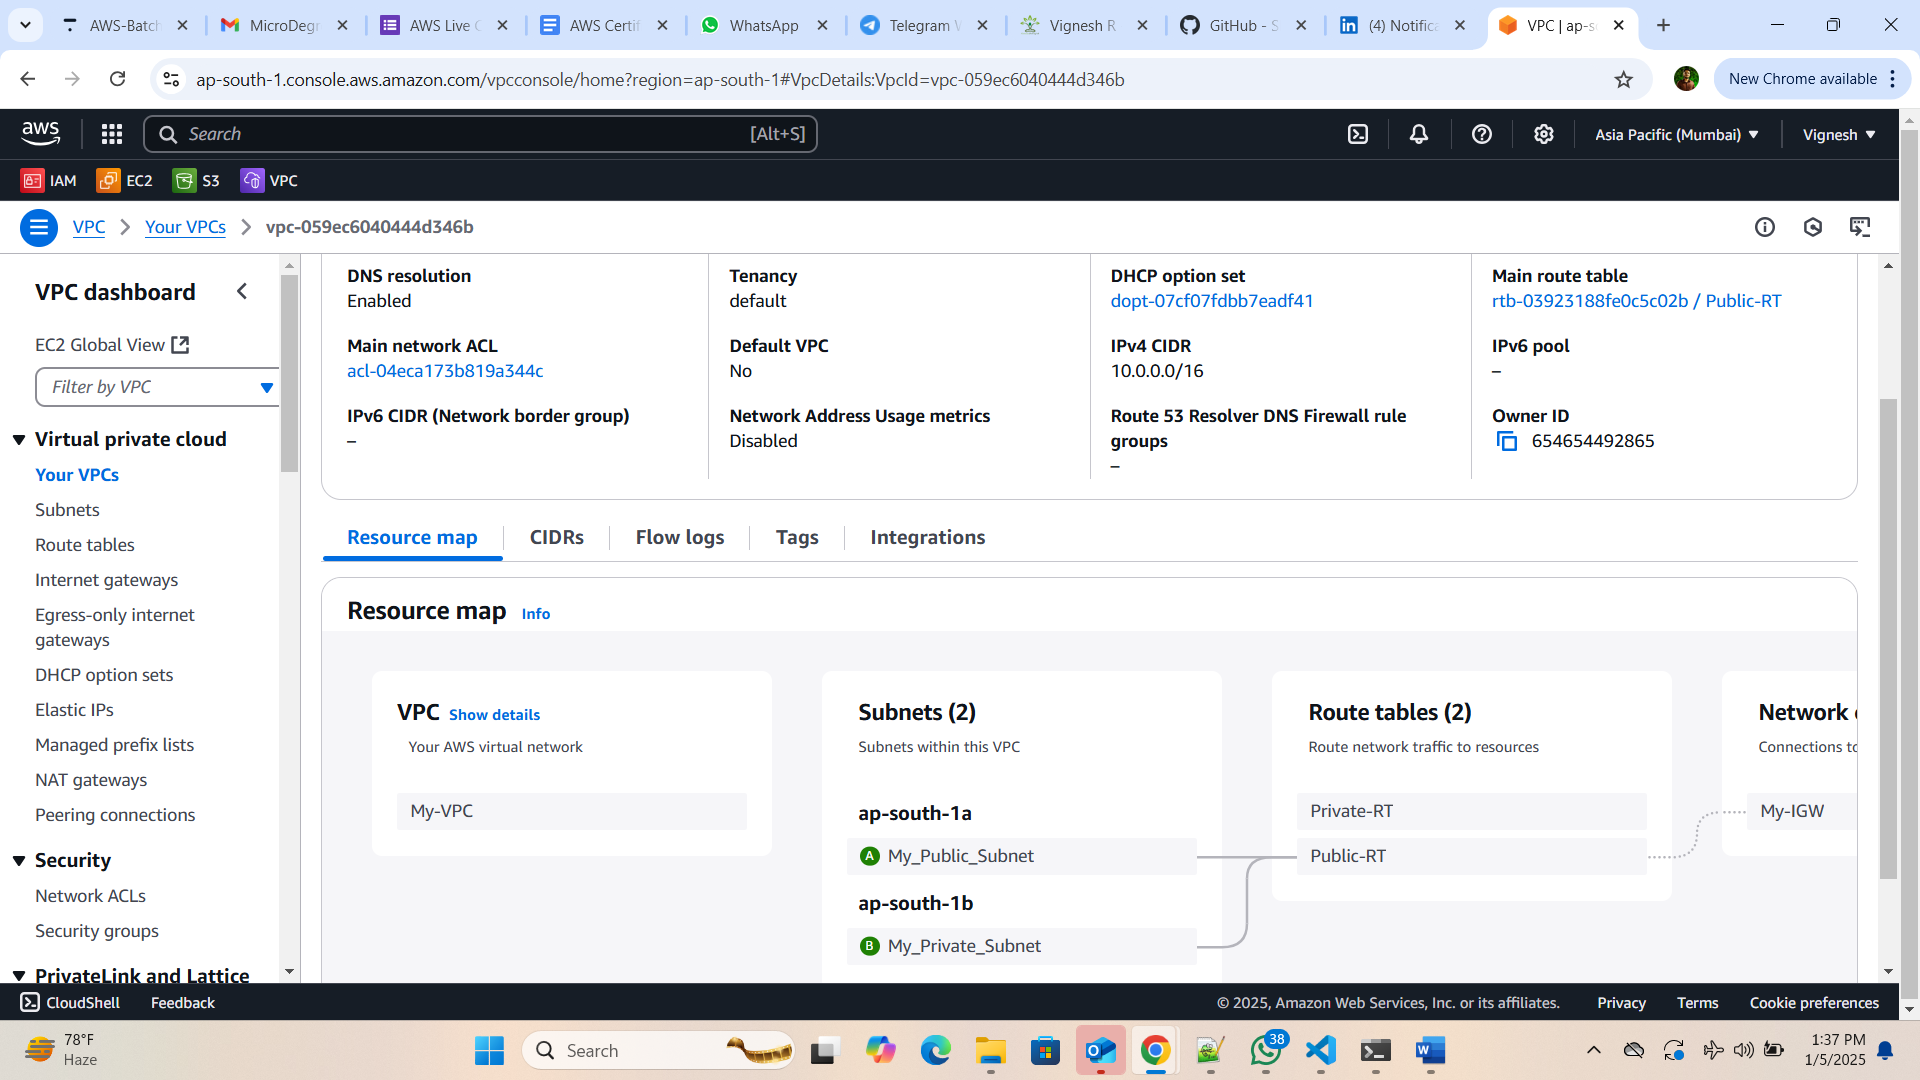 AWS-Batch
MicroDegr
AWS Live C
AWS Certif
WhatsApp
Telegram W
Vignesh R
GitHub - S
(4) Notifica
VPC | ap-so
ap-south-1.console.aws.amazon.com/vpcconsole/home?region=ap-south-1#VpcDetails:VpcId=vpc-059ec6040444d346b
New Chrome available
aws
Search
[Alt+S]
Asia Pacific (Mumbai)
Vignesh
IAM
EC2
S3
VPC
VPC
Your VPCs
vpc-059ec6040444d346b
VPC dashboard
EC2 Global View
Filter by VPC
Virtual private cloud
Your VPCs
Subnets
Route tables
Internet gateways
Egress-only internet
gateways
DHCP option sets
Elastic IPs
Managed prefix lists
NAT gateways
Peering connections
Security
Network ACLs
Security groups
PrivateLink and Lattice
DNS resolution
Enabled
Tenancy
default
DHCP option set
dopt-07cf07fdbb7eadf41
Main route table
rtb-03923188fe0c5c02b / Public-RT
Main network ACL
acl-04eca173b819a344c
Default VPC
No
IPv4 CIDR
10.0.0.0/16
IPv6 pool
–
IPv6 CIDR (Network border group)
–
Network Address Usage metrics
Disabled
Route 53 Resolver DNS Firewall rule
groups
–
Owner ID
654654492865
Resource map
CIDRs
Flow logs
Tags
Integrations
Resource map
Info
VPC
Show details
Your AWS virtual network
My-VPC
Subnets (2)
Subnets within this VPC
ap-south-1a
A
My_Public_Subnet
ap-south-1b
B
My_Private_Subnet
Route tables (2)
Route network traffic to resources
Private-RT
Public-RT
Network
Connections to
My-IGW
CloudShell
Feedback
© 2025, Amazon Web Services, Inc. or its affiliates.
Privacy
Terms
Cookie preferences
78°F
Haze
Search
38
1:37 PM
1/5/2025